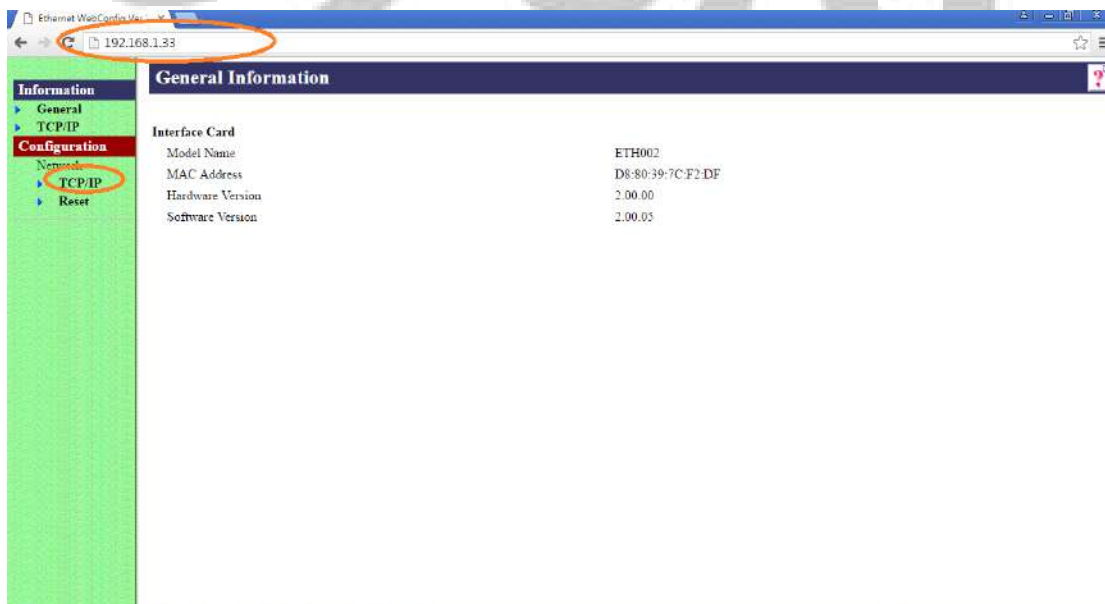 Ethernet WebConfig Ver
192.168.1.33
General Information
?
Information
General
TCP/IP
Configuration
Network
TCP/IP
Reset
Interface Card
Model Name ETH002
MAC Address D8:80:39:7C:F2:DF
Hardware Version 2.00.00
Software Version 2.00.05